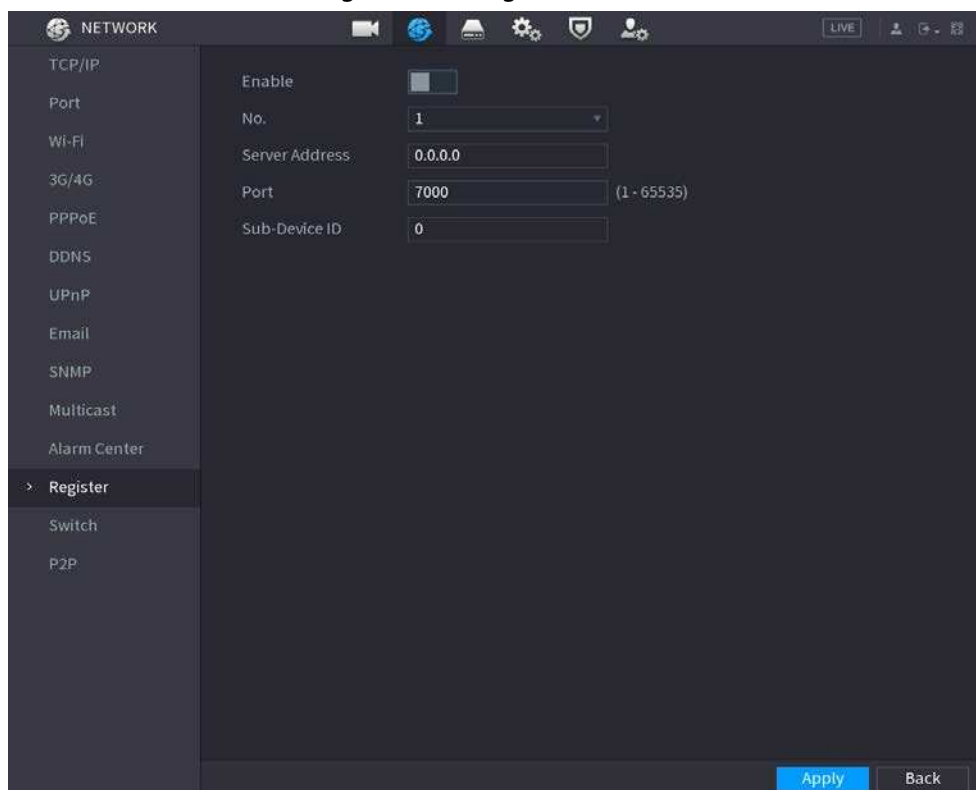 NETWORK LIVE
TCP/IP
Port
Wi-Fi
3G/4G
PPPoE
DDNS
UPnP
Email
SNMP
Multicast
Alarm Center
> Register
Switch
P2P
Enable
No. 1
Server Address 0.0.0.0
Port 7000 (1 - 65535)
Sub-Device ID 0
Apply Back